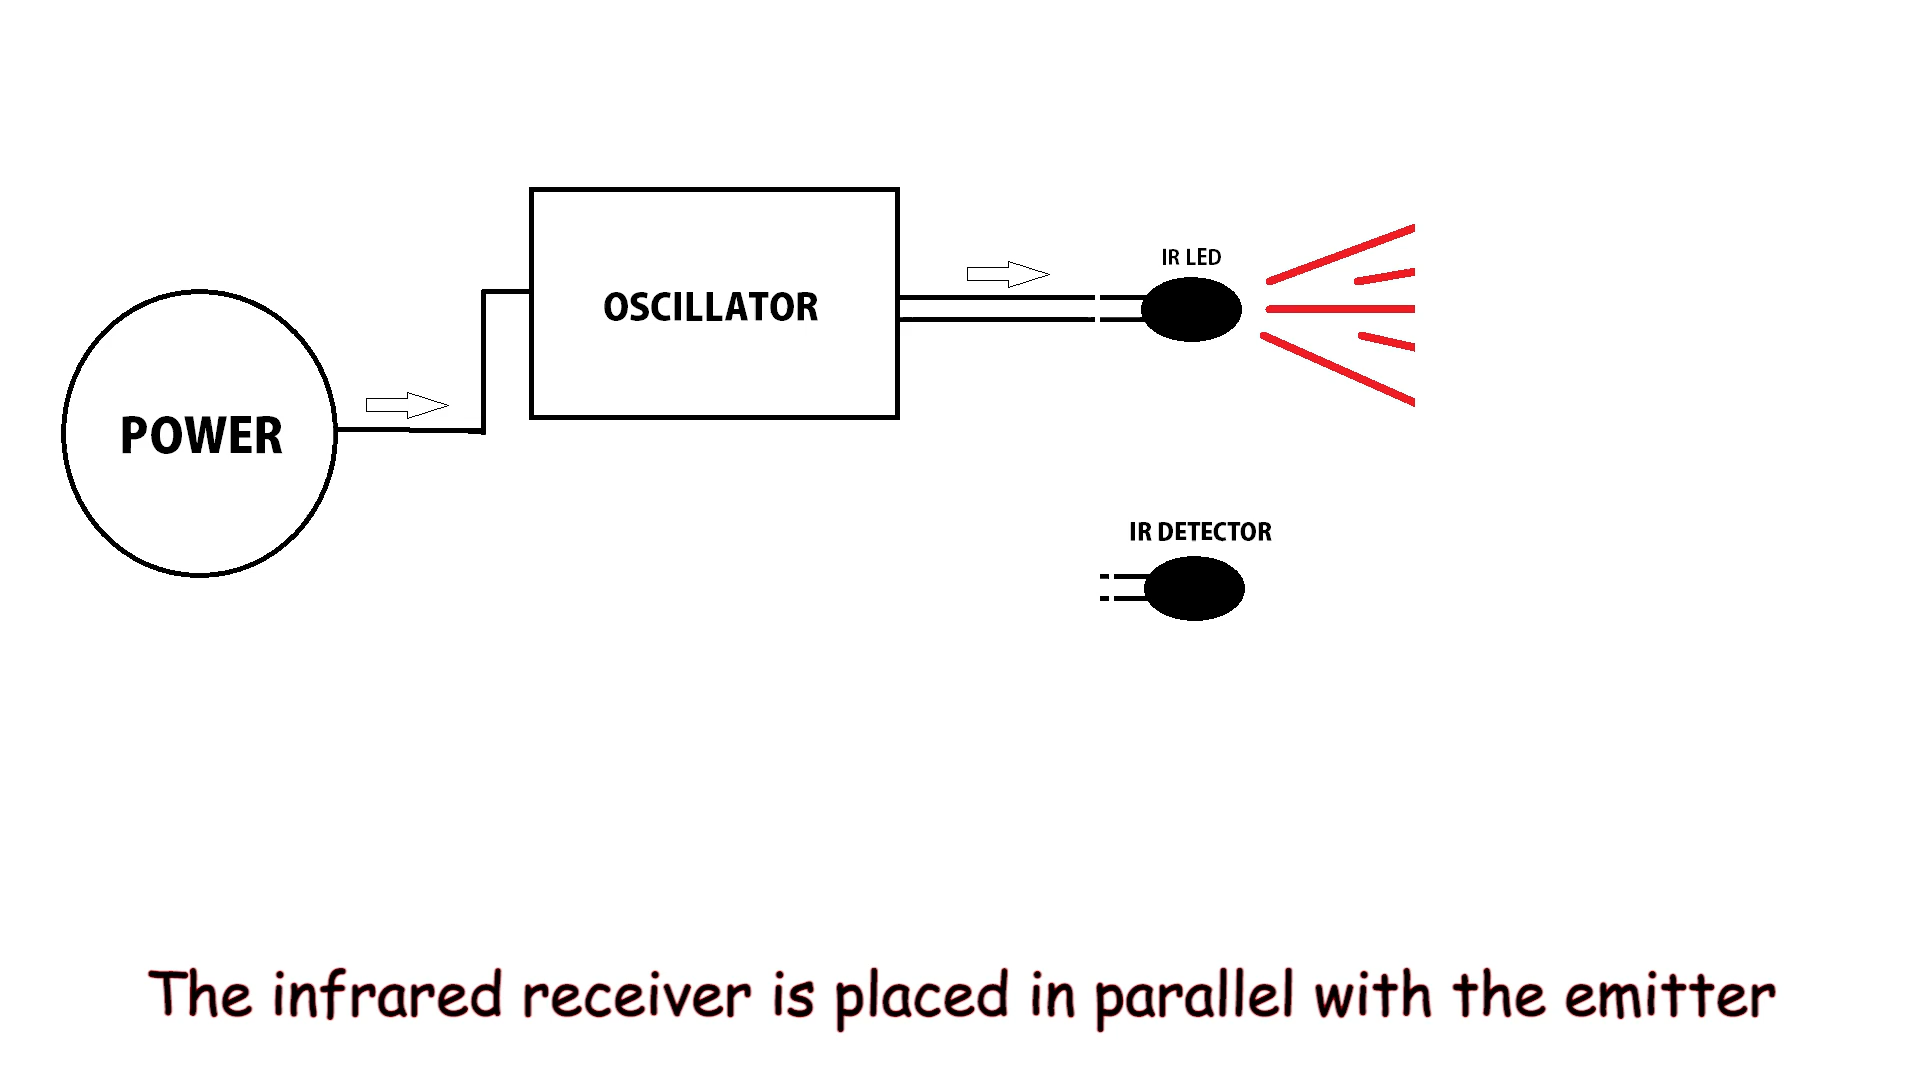 IR LED
OSCILLATOR
POWER
IR DETECTOR
The infrared receiver is placed in parallel with the emitter